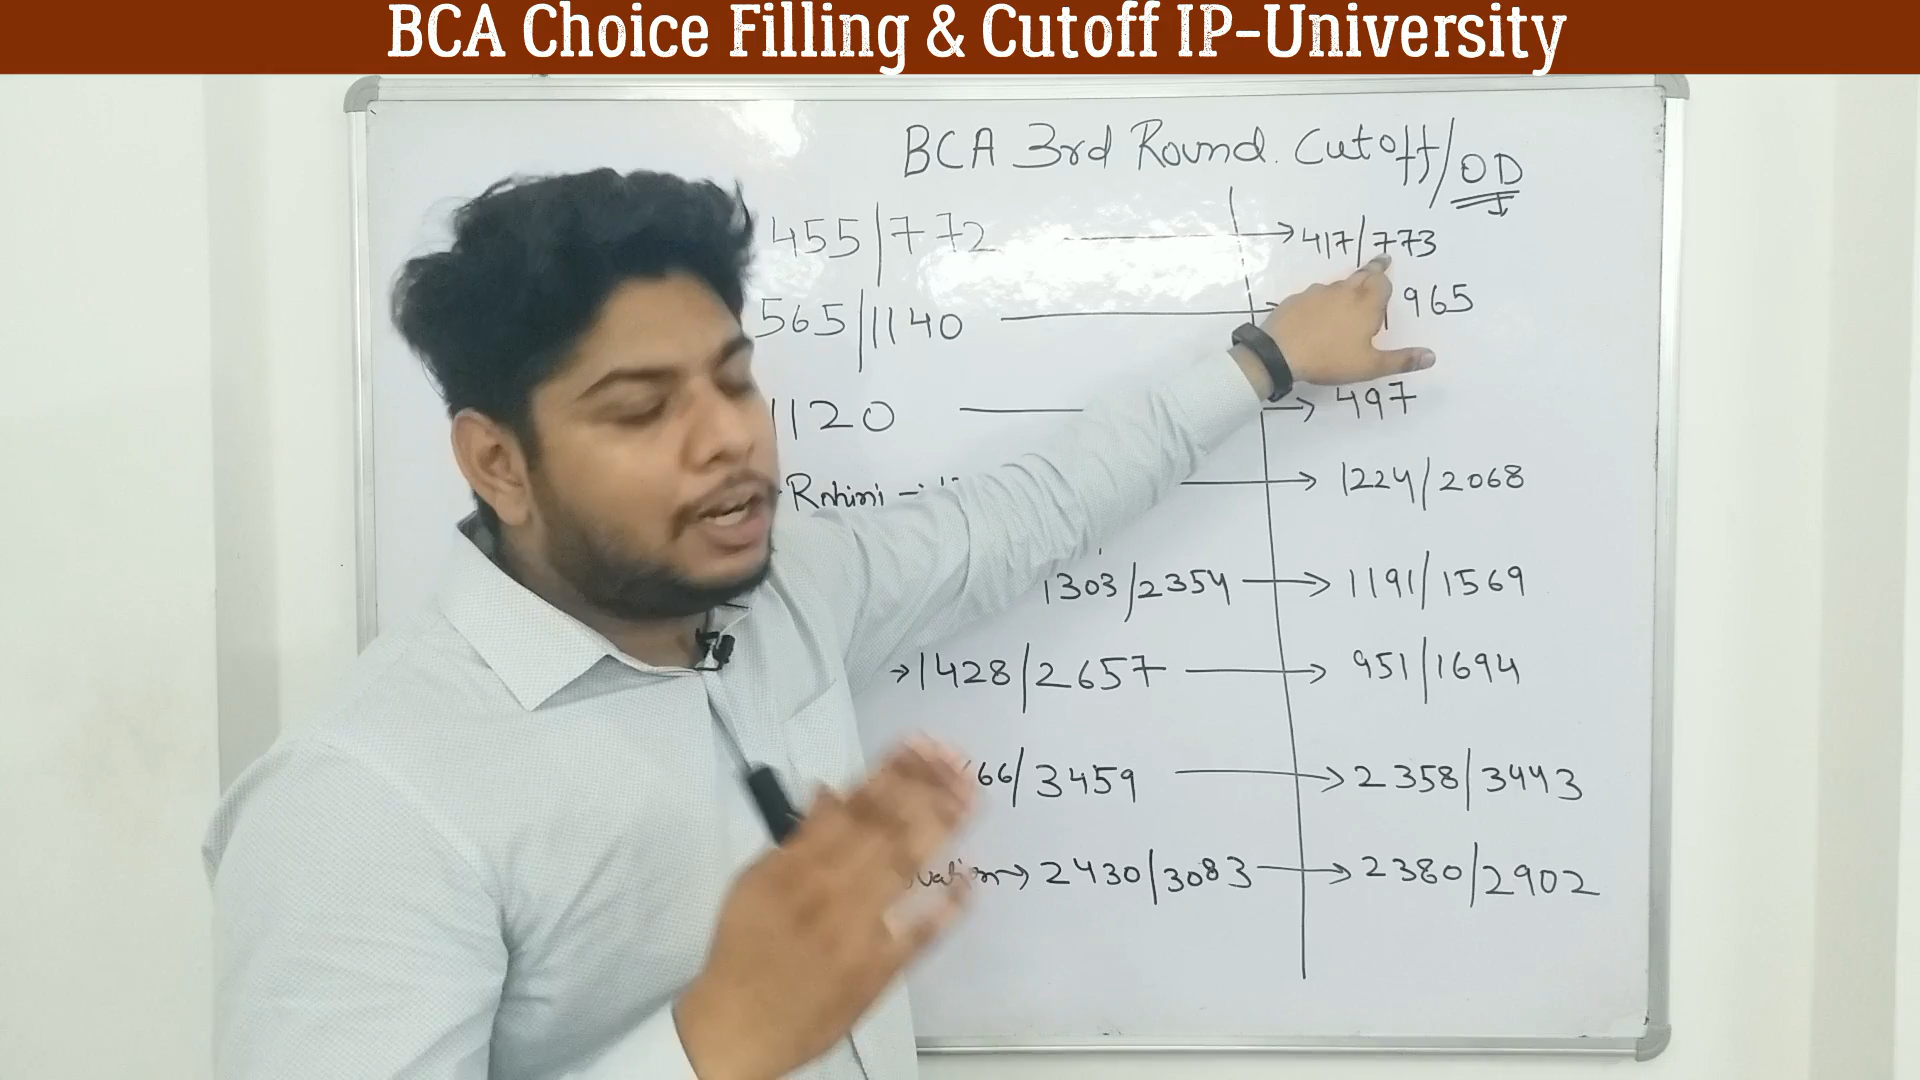 BCA Choice Filling & Cutoff IP-University
BCA 3rd Round. Cutoff/OD
455/772 → 417/773
565/1140 965
1120 → 497
Rohini → 1224/2068
1303/2354 → 1191/1569
→ 1428/2657 → 951/1694
66/3459 → 2358/3443
→ 2430/3083 → 2380/2902